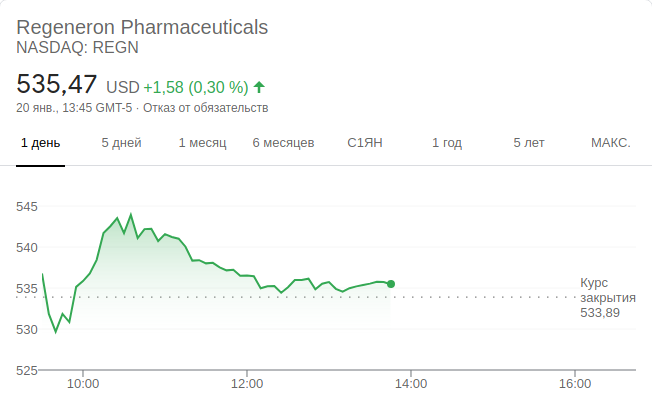 Regeneron Pharmaceuticals
NASDAQ: REGN
535,47 USD +1,58 (0,30 %)
20 янв., 13:45 GMT-5 · Отказ от обязательств
1 день 5 дней 1 месяц 6 месяцев С1ЯН 1 год 5 лет МАКС.
545
540
535
530
525
Курс
закрытия
533,89
10:00 12:00 14:00 16:00